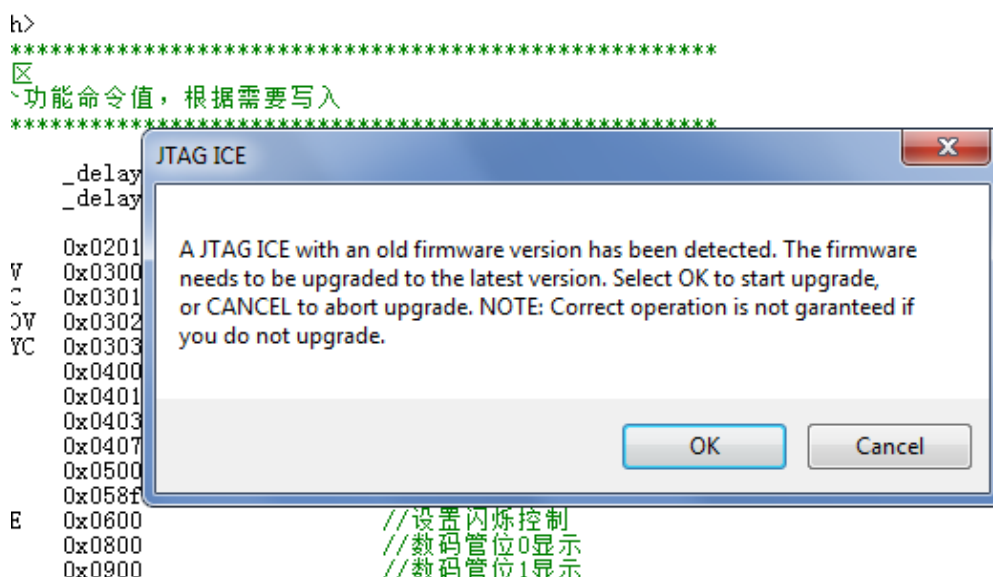 h>
*****************************************************
区
个功能命令值，根据需要写入
*****************************************************
JTAG ICE
_delay
_delay
A JTAG ICE with an old firmware version has been detected. The firmware
needs to be upgraded to the latest version. Select OK to start upgrade,
or CANCEL to abort upgrade. NOTE: Correct operation is not garanteed if
you do not upgrade.
0x0201
V 0x0300
C 0x0301
OV 0x0302
YC 0x0303
0x0400
0x0401
0x0403
0x0407
0x0500
0x058f
OK
Cancel
E 0x0600 //设置闪烁控制
0x0800 //数码管位0显示
0x0900 //数码管位1显示